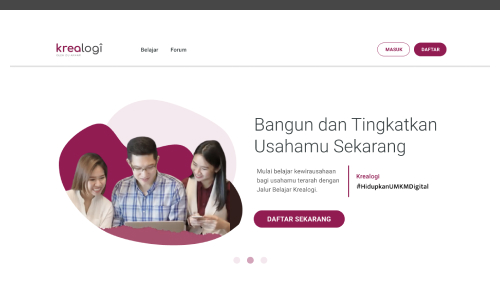 krealogi
Belajar
Forum
MASUK
DAFTAR
Bangun dan Tingkatkan
Usahamu Sekarang
Mulai belajar kewirausahaan
bagi usahamu terarah dengan
Jalur Belajar Krealogi.
Krealogi
#HidupkanUMKMDigital
DAFTAR SEKARANG